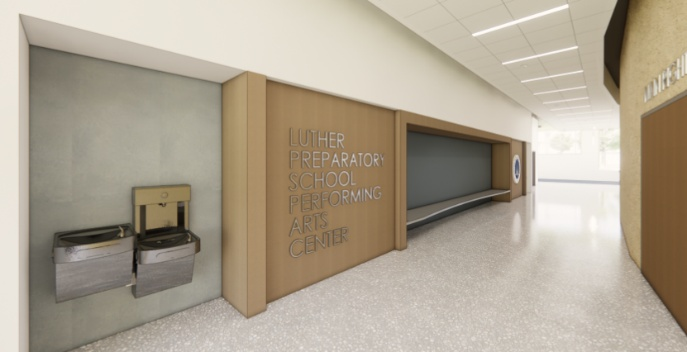 LUTHER
PREPARATORY
SCHOOL
PERFORMING
ARTS
CENTER